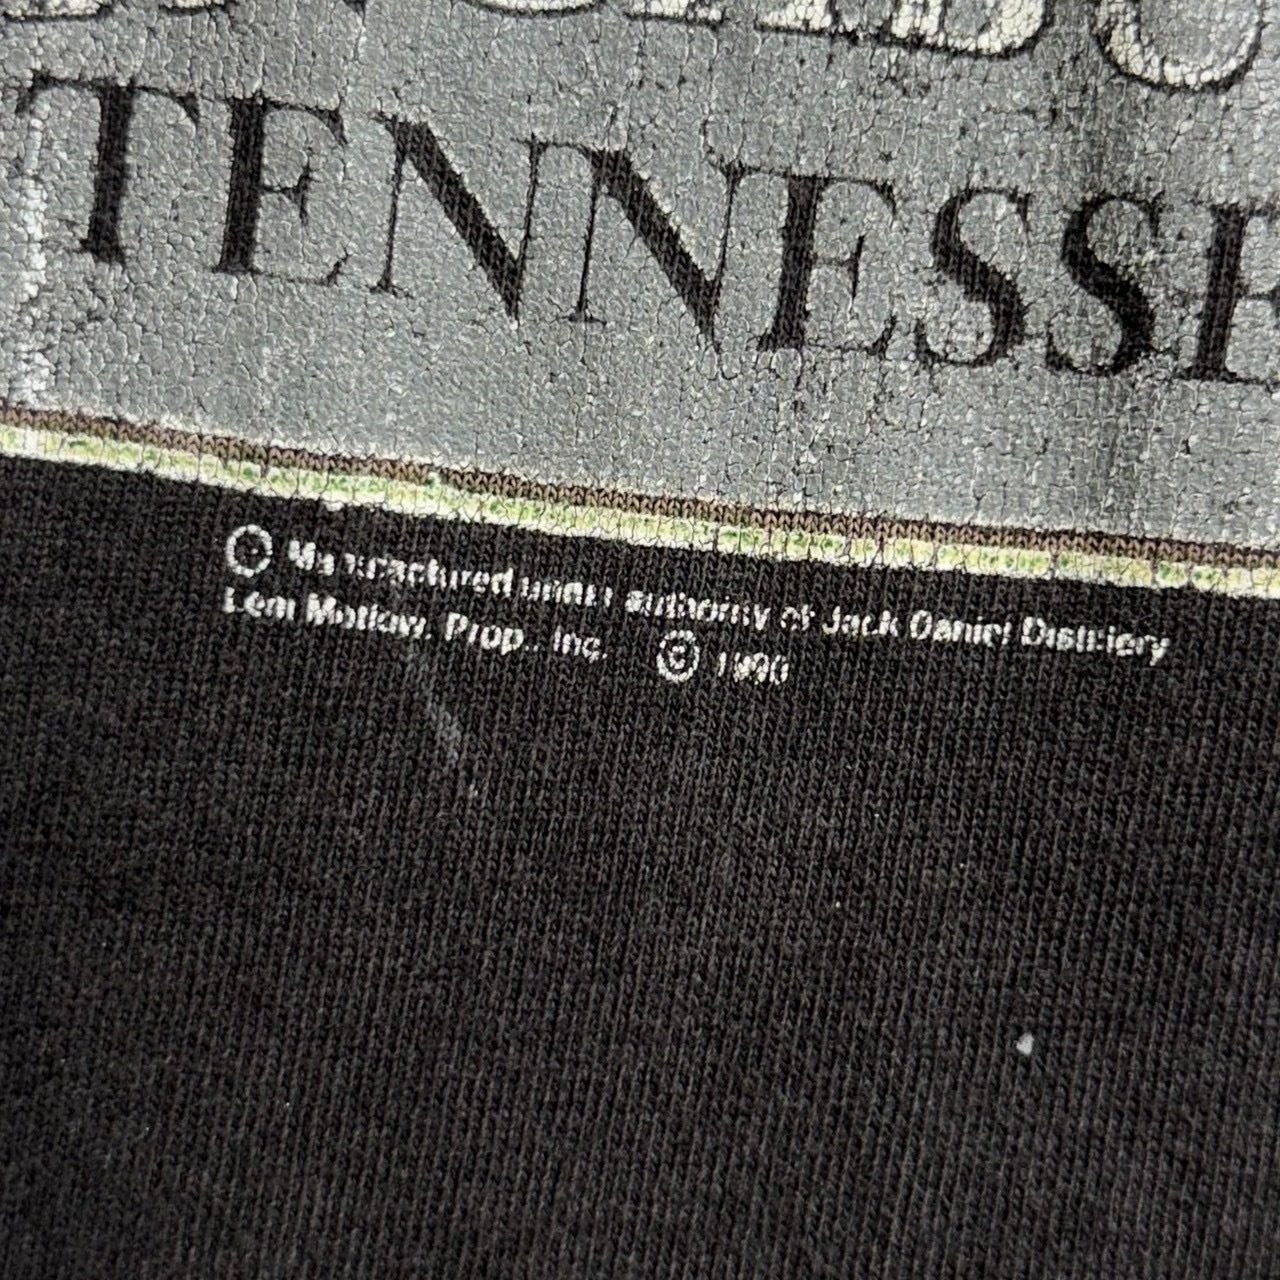 TENNESSE
Manufactured under authority of Jack Daniel Distillery
Lem Motlow, Prop., Inc. © 1990